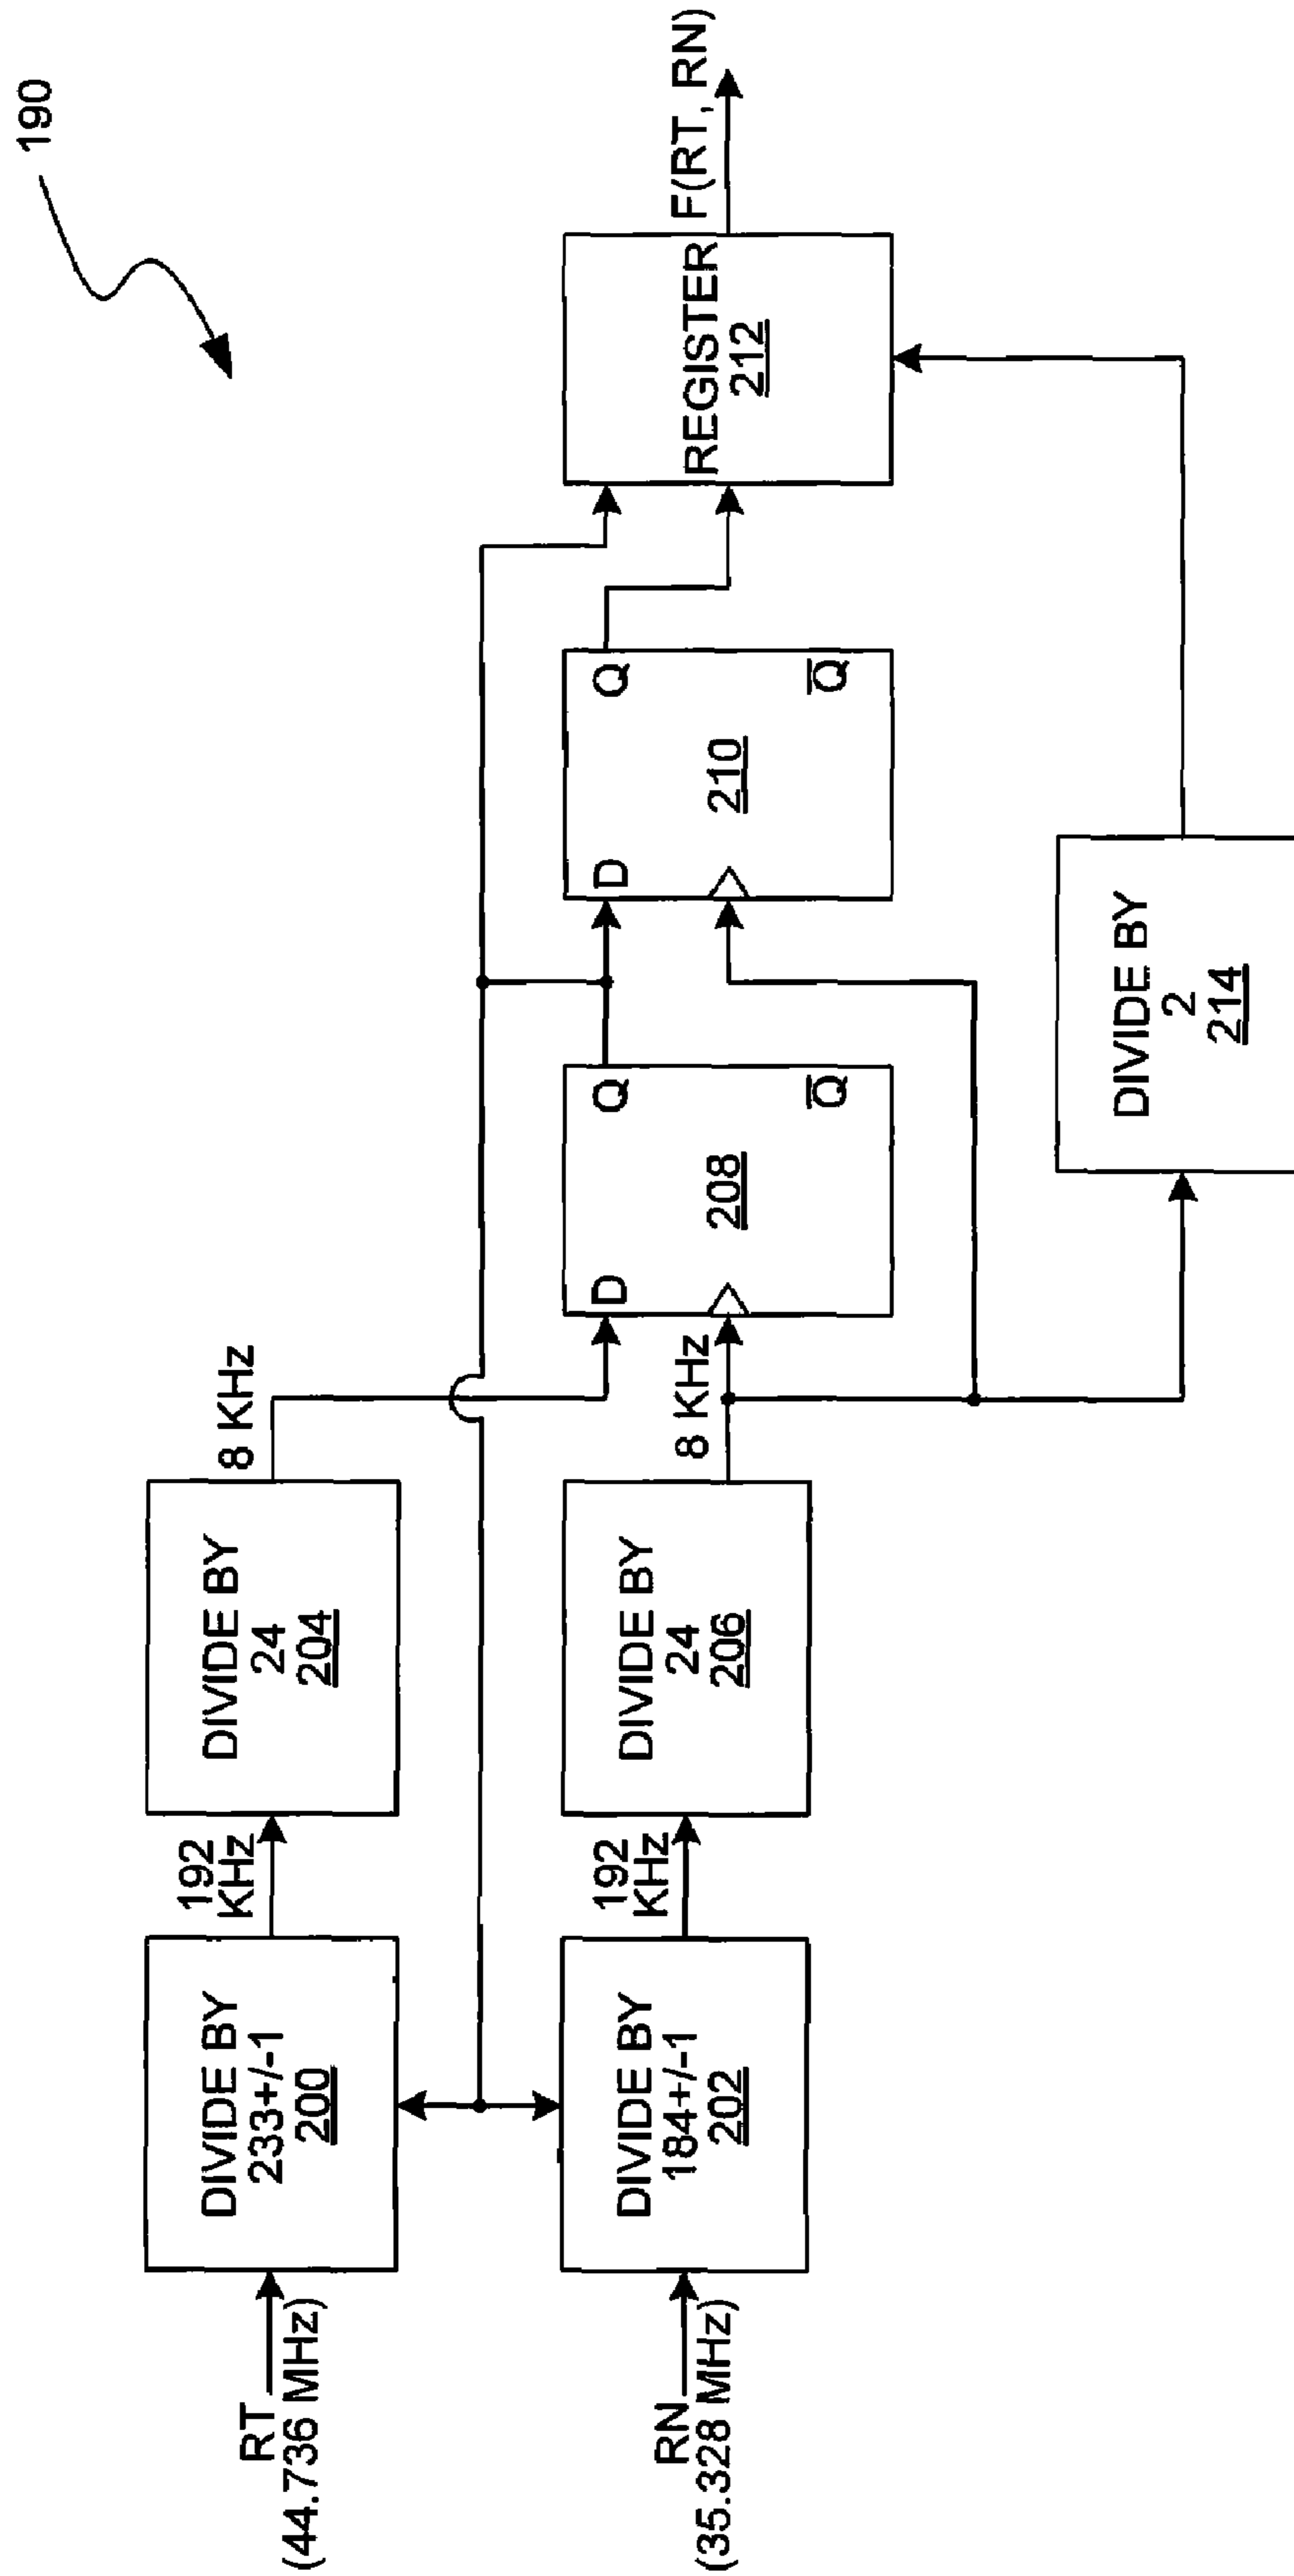 190
RT
(44.736 MHz)
DIVIDE BY
233+/-1
200
192
KHz
DIVIDE BY
24
204
8 KHz
RN
(35.328 MHz)
DIVIDE BY
184+/-1
202
192
KHz
DIVIDE BY
24
206
8 KHz
D
Q
208
Q̅
D
Q
210
Q̅
REGISTER
212
F(RT, RN)
DIVIDE BY
2
214